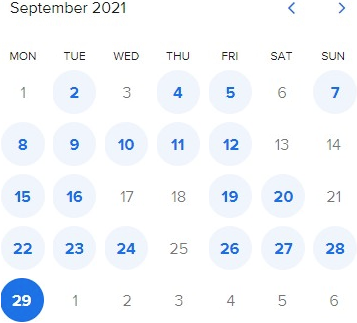 September 2021
MON TUE WED THU FRI SAT SUN
1 2 3 4 5 6 7
8 9 10 11 12 13 14
15 16 17 18 19 20 21
22 23 24 25 26 27 28
29 1 2 3 4 5 6